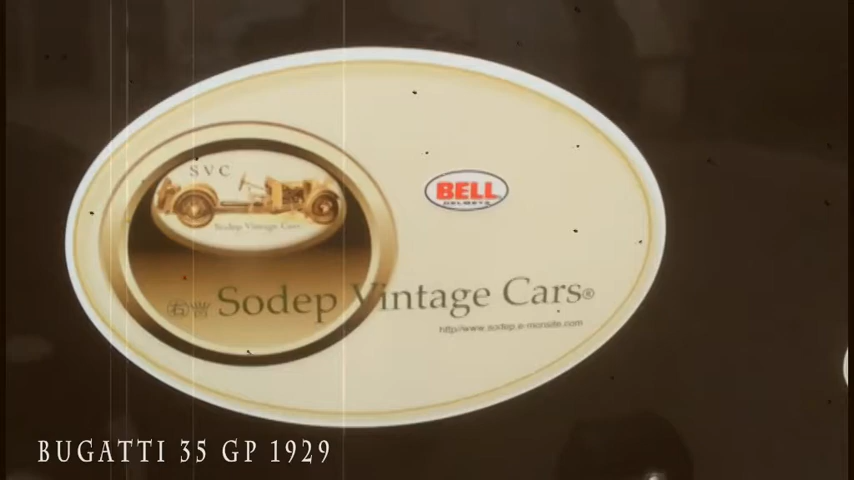 SVC
Sodep Vintage Cars
BELL
HELMETS
Sodep Vintage Cars®
http//www.sodep.e-monsite.com
BUGATTI 35 GP 1929